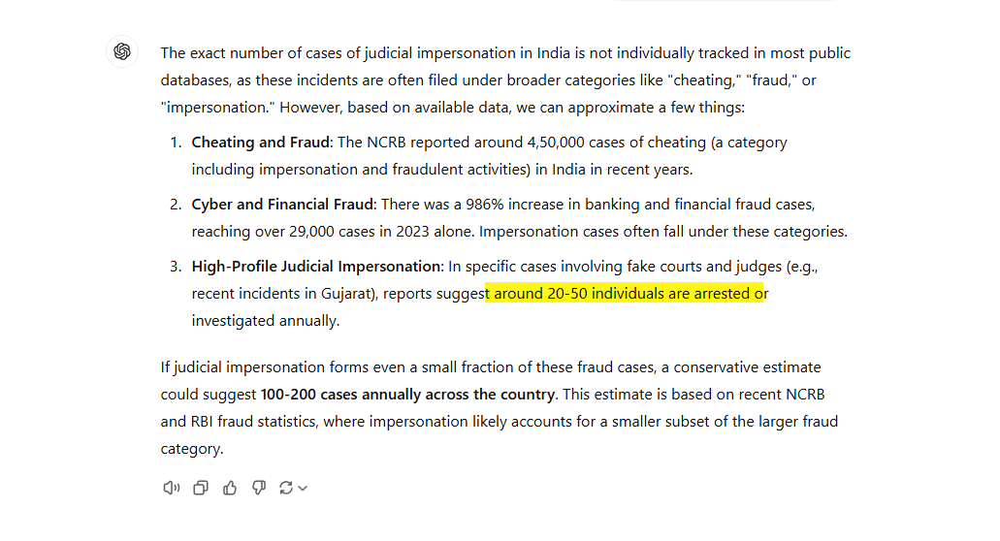 The exact number of cases of judicial impersonation in India is not individually tracked in most public
databases, as these incidents are often filed under broader categories like "cheating," "fraud," or
"impersonation." However, based on available data, we can approximate a few things:
1. Cheating and Fraud: The NCRB reported around 4,50,000 cases of cheating (a category
including impersonation and fraudulent activities) in India in recent years.
2. Cyber and Financial Fraud: There was a 986% increase in banking and financial fraud cases,
reaching over 29,000 cases in 2023 alone. Impersonation cases often fall under these categories.
3. High-Profile Judicial Impersonation: In specific cases involving fake courts and judges (e.g.,
recent incidents in Gujarat), reports suggest around 20-50 individuals are arrested or
investigated annually.
If judicial impersonation forms even a small fraction of these fraud cases, a conservative estimate
could suggest 100-200 cases annually across the country. This estimate is based on recent NCRB
and RBI fraud statistics, where impersonation likely accounts for a smaller subset of the larger fraud
category.